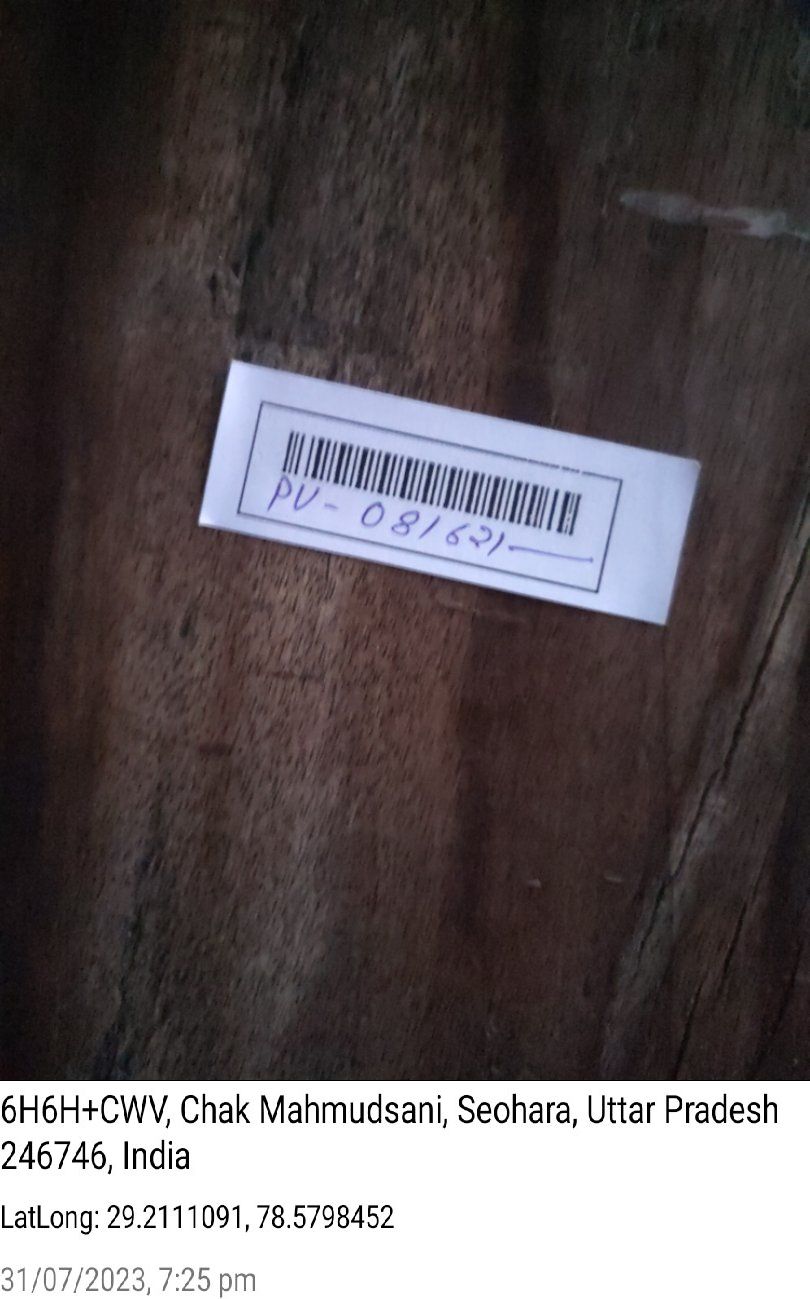 PV- 081621
6H6H+CWV, Chak Mahmudsani, Seohara, Uttar Pradesh
246746, India
LatLong: 29.2111091, 78.5798452
31/07/2023, 7:25 pm